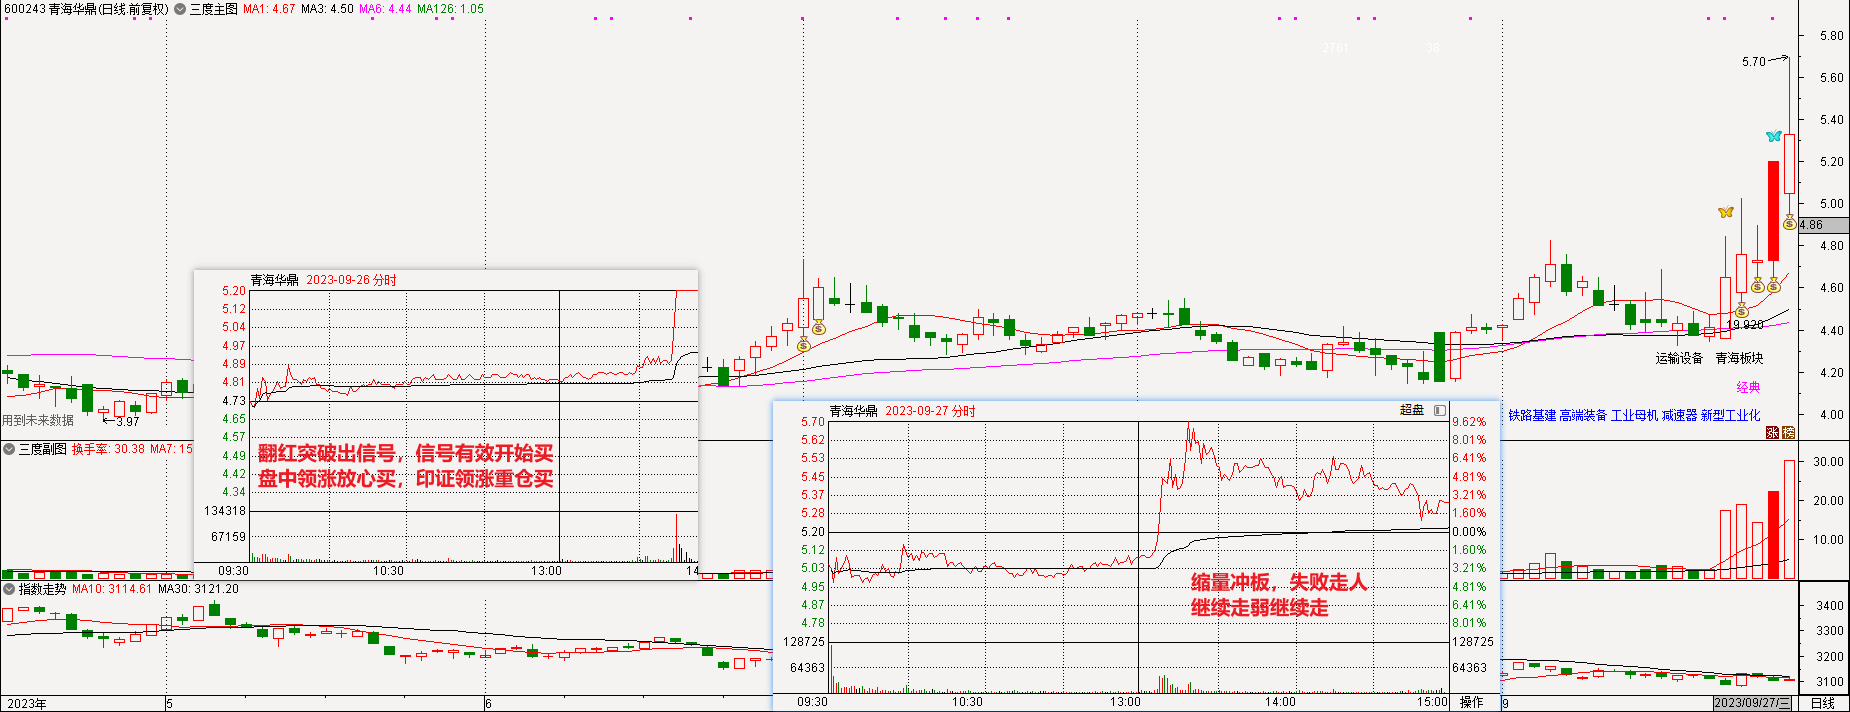 600243 青海华鼎(日线.前复权) 三度主图 MA1: 4.67 MA3: 4.50 MA6: 4.44 MA126: 1.05
2761 38
5.70
5.80
5.60
5.40
5.20
5.00
4.86
4.80
4.60
4.40
4.20
4.00
19.920
运输设备 青海板块
经典
铁路基建 高端装备 工业母机 减速器 新型工业化
涨 榜
用到未来数据
3.97
青海华鼎 2023-09-26 分时
5.20
5.12
5.04
4.97
4.89
4.81
4.73
4.65
4.57
4.49
4.42
4.34
134318
67159
翻红突破出信号，信号有效开始买
盘中领涨放心买，印证领涨重仓买
09:30 10:30 13:00 14
青海华鼎 2023-09-27 分时 超盘
5.70 9.62%
5.62 8.01%
5.53 6.41%
5.45 4.81%
5.37 3.21%
5.28 1.60%
5.20 0.00%
5.12 1.60%
5.03 3.21%
4.95 4.81%
4.87 6.41%
4.78 8.01%
128725 128725
64363 64363
缩量冲板，失败走人
继续走弱继续走
09:30 10:30 13:00 14:00 15:00 操作
三度副图 换手率: 30.38 MA7: 15
30.00
20.00
10.00
指数走势 MA10: 3114.61 MA30: 3121.20
3400
3300
3200
3100
2023年 5 6 9 2023/09/27/三 日线